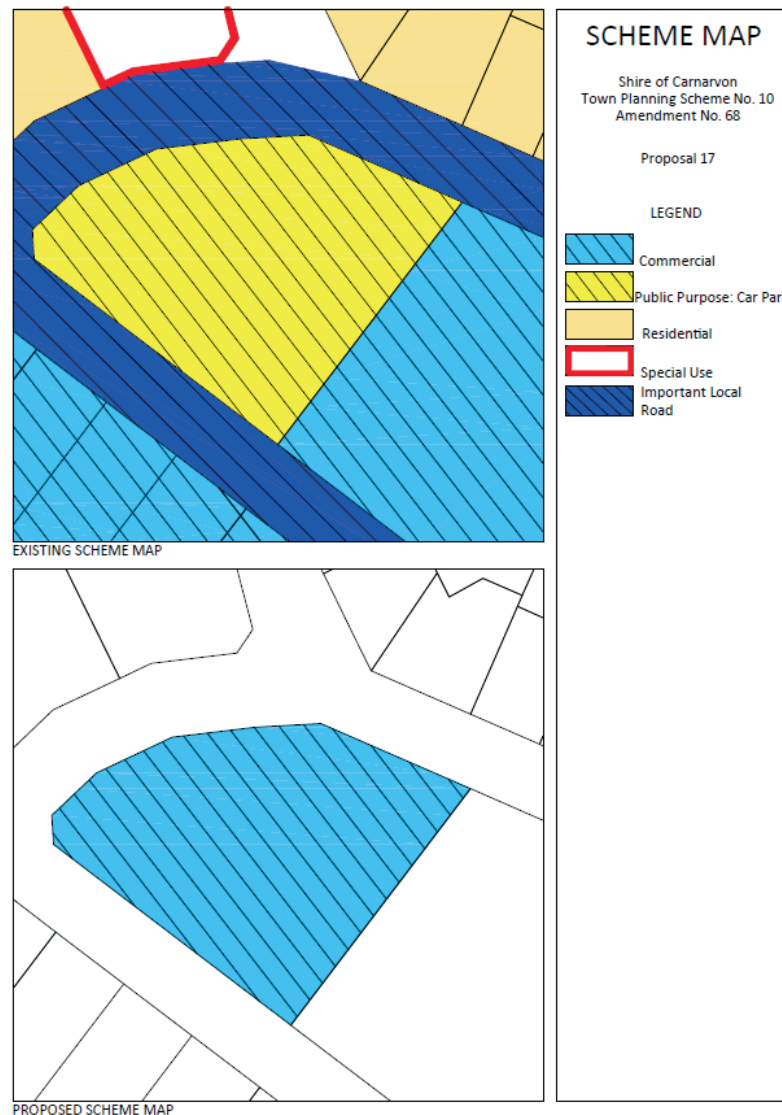 SCHEME MAP
Shire of Carnarvon
Town Planning Scheme No. 10
Amendment No. 68
Proposal 17
LEGEND
Commercial
Public Purpose: Car Par
Residential
Special Use
Important Local
Road
EXISTING SCHEME MAP
PROPOSED SCHEME MAP